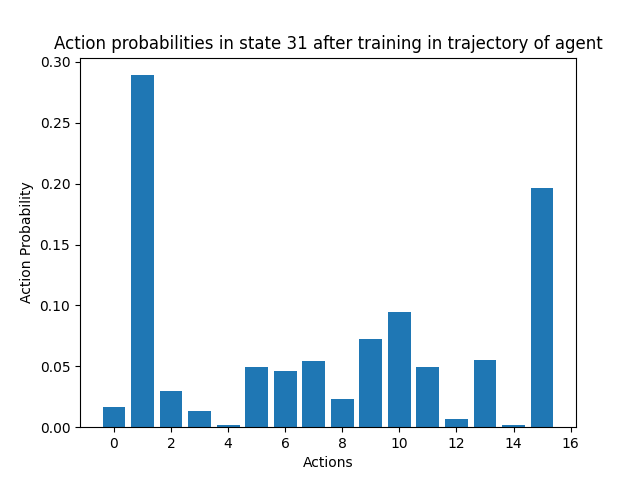 Action probabilities in state 31 after training in trajectory of agent
0.30
0.25
0.20
0.15
0.10
0.05
0.00
Action Probability
0 2 4 6 8 10 12 14 16
Actions